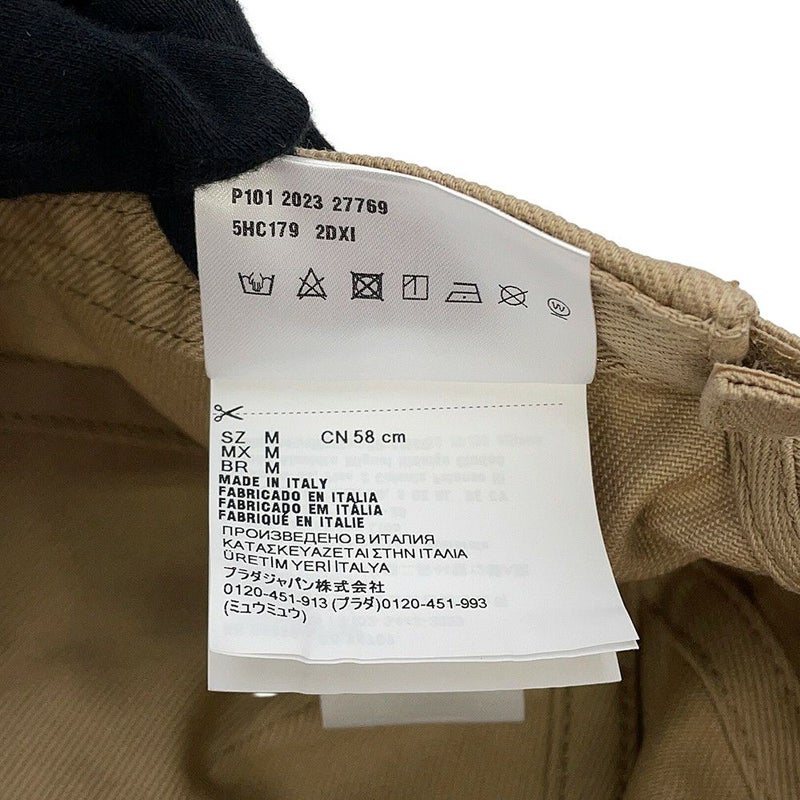 P101 2023 27769
5HC179 2DXI
SZ M CN 58 cm
MX M
BR M
MADE IN ITALY
FABRICADO EN ITALIA
FABRICADO EM ITÁLIA
FABRIQUÉ EN ITALIE
ПРОИЗВЕДЕНО В ИТАЛИЯ
ΚΑΤΑΣΚΕΥΑΖΕΤΑΙ ΣΤΗΝ ITALIA
ÜRETİM YERİ İTALYA
プラダジャパン株式会社
0120-451-913 (プラダ)0120-451-993
(ミュウミュウ)